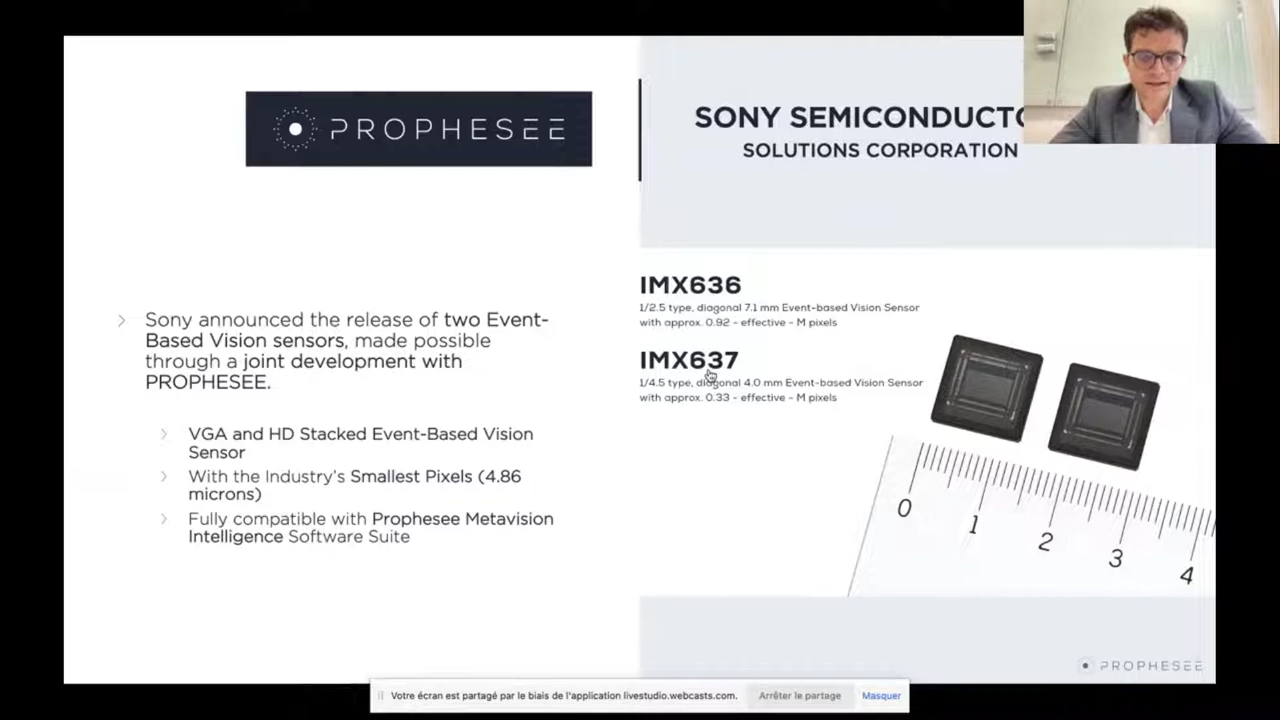 PROPHESEE
SONY SEMICONDUCTO
SOLUTIONS CORPORATION
Sony announced the release of two Event-
Based Vision sensors, made possible
through a joint development with
PROPHESEE.
VGA and HD Stacked Event-Based Vision
Sensor
With the Industry's Smallest Pixels (4.86
microns)
Fully compatible with Prophesee Metavision
Intelligence Software Suite
IMX636
1/2.5 type, diagonal 7.1 mm Event-based Vision Sensor
with approx. 0.92 - effective - M pixels
IMX637
1/4.5 type, diagonal 4.0 mm Event-based Vision Sensor
with approx. 0.33 - effective - M pixels
0 1 2 3 4
PROPHESEE
Votre écran est partagé par le biais de l'application livestudio.webcasts.com. Arrêter le partage Masquer